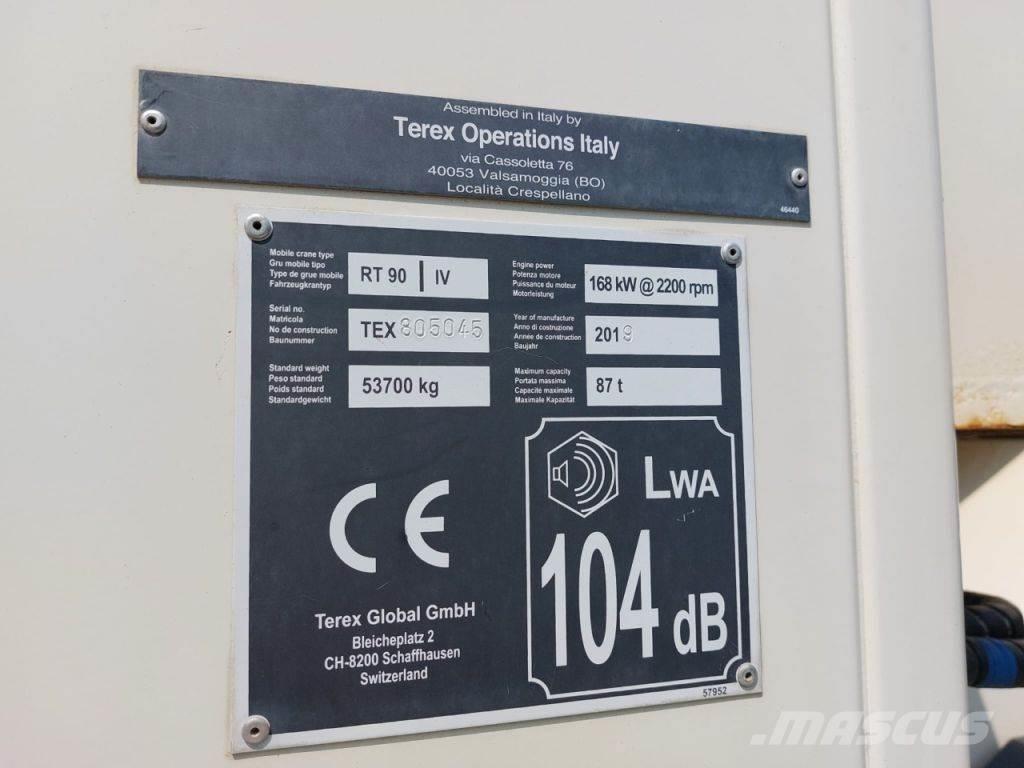 Assembled in Italy by
Terex Operations Italy
via Cassoletta 76
40053 Valsamoggia (BO)
Località Crespellano
46440
Mobile crane type
Gru mobile tipo
Type de grue mobile
Fahrzeugkrantyp
RT 90 | IV
Engine power
Potenza motore
Puissance du moteur
Motorleistung
168 kW @ 2200 rpm
Serial no.
Matricola
No de construction
Baunummer
TEX 805045
Year of manufacture
Anno di costruzione
Année de construction
Baujahr
2019
Standard weight
Peso standard
Poids standard
Standardgewicht
53700 kg
Maximum capacity
Portata massima
Capacité maximale
Maximale Kapazität
87 t
CE
Terex Global GmbH
Bleicheplatz 2
CH-8200 Schaffhausen
Switzerland
LWA
104 dB
57952
MASCUS